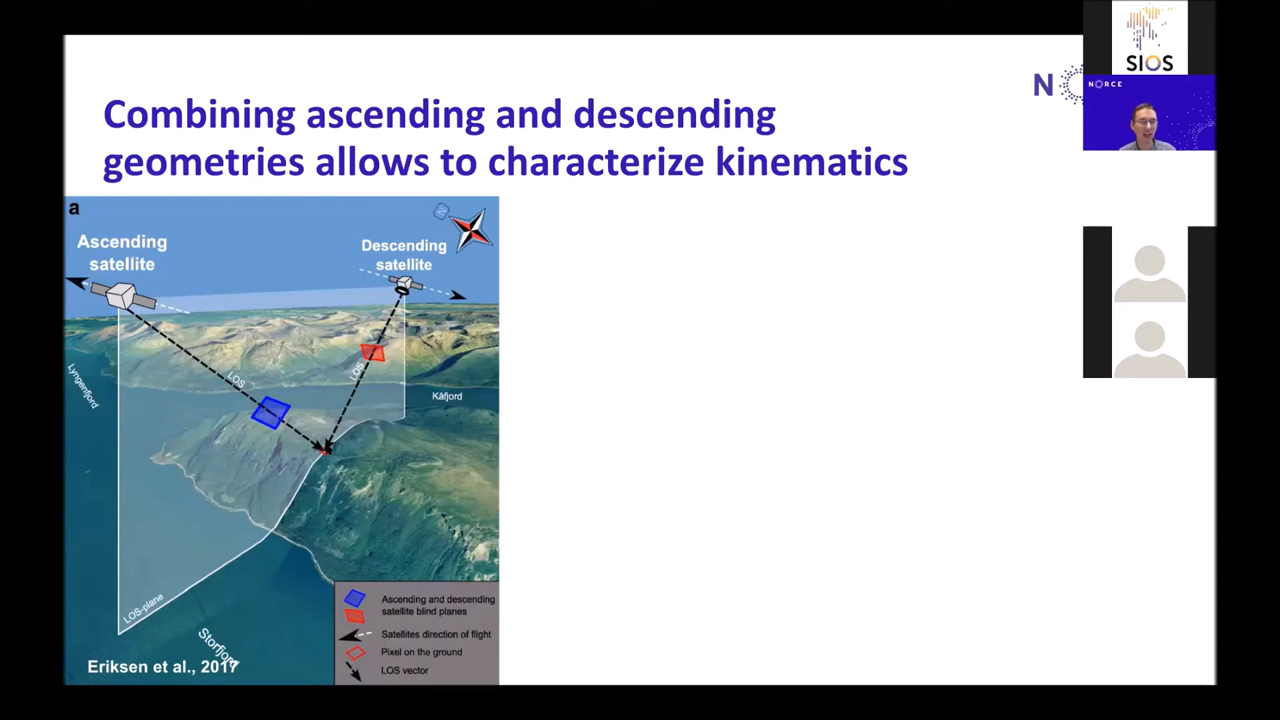 Combining ascending and descending
geometries allows to characterize kinematics
N
SIOS
NORCE
a
N
Ascending
satellite
Descending
satellite
LOS
LOS
Lyngenfjord
Kåfjord
LOS-plane
Storfjord
Eriksen et al., 2017
Ascending and descending
satellite blind planes
Satellites direction of flight
Pixel on the ground
LOS vector